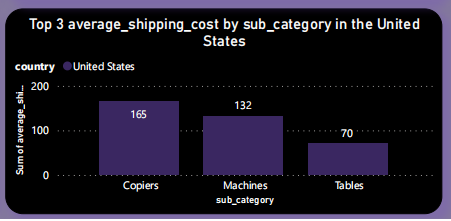 Top 3 average_shipping_cost by sub_category in the United
States
country United States
Sum of average_shi...
200
100
0
165
132
70
Copiers Machines Tables
sub_category